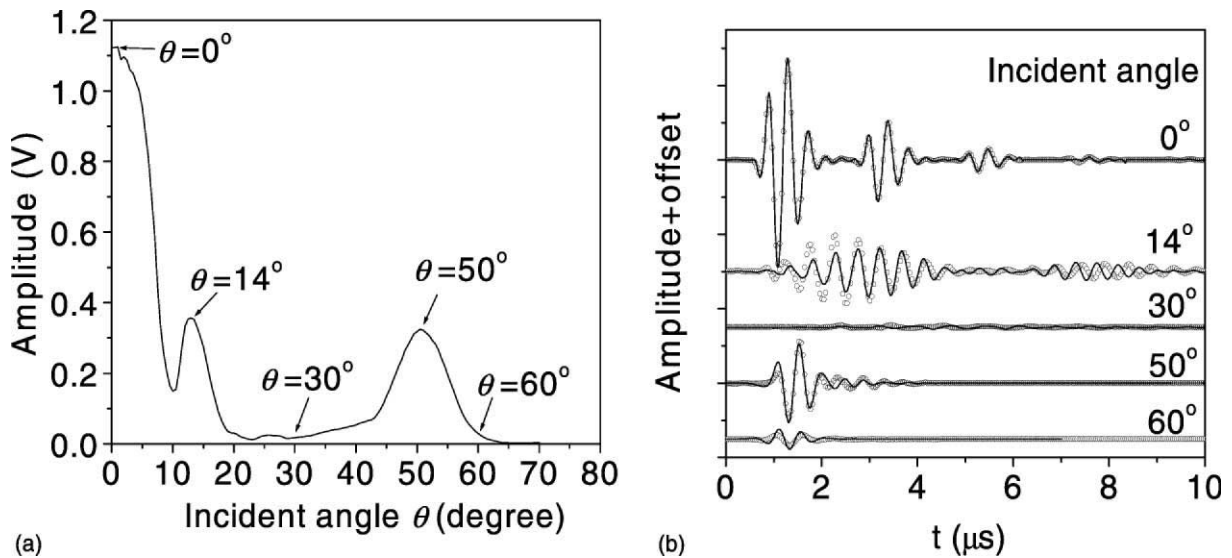 1.2
1.0
0.8
0.6
0.4
0.2
0.0
Amplitude (V)
θ=0°
θ=14°
θ=30°
θ=50°
θ=60°
0 10 20 30 40 50 60 70 80
Incident angle θ (degree)
(a)
Amplitude+offset
Incident angle
0°
14°
30°
50°
60°
0 2 4 6 8 10
t (μs)
(b)